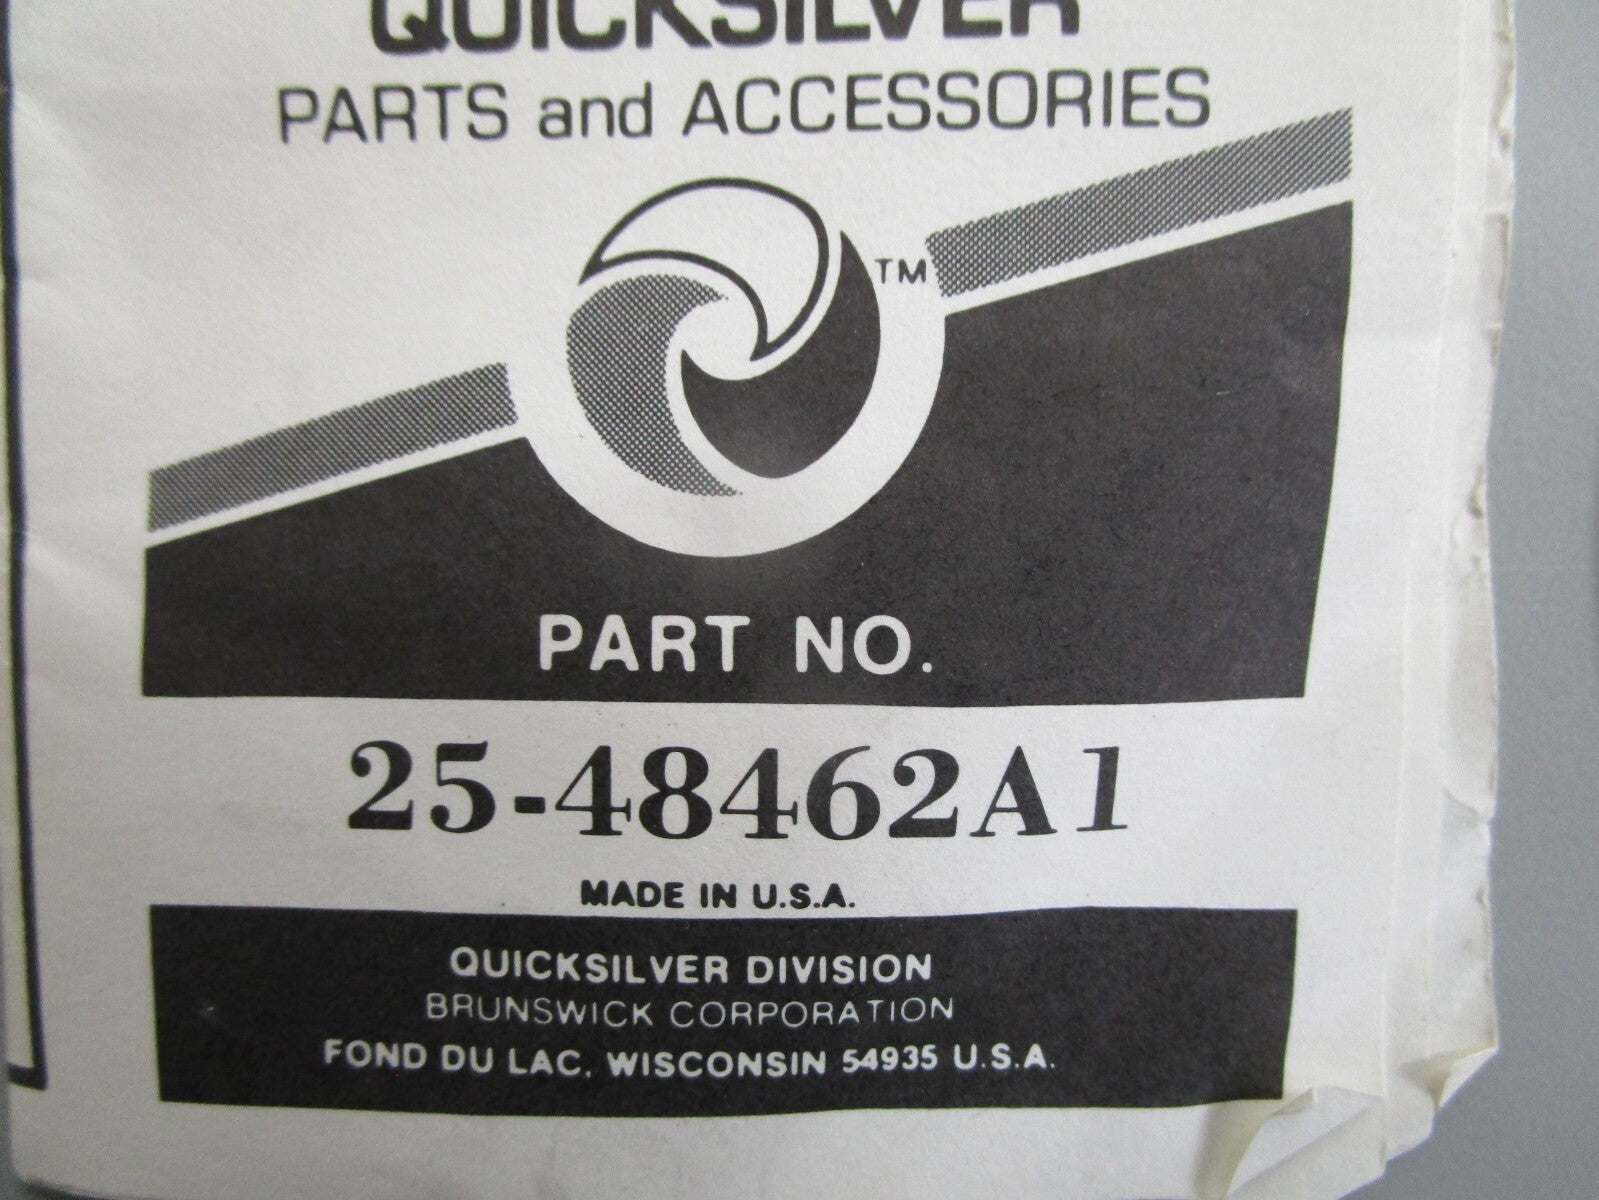 QUICKSILVER
PARTS and ACCESSORIES
TM
PART NO.
25-48462A1
MADE IN U.S.A.
QUICKSILVER DIVISION
BRUNSWICK CORPORATION
FOND DU LAC, WISCONSIN 54935 U.S.A.